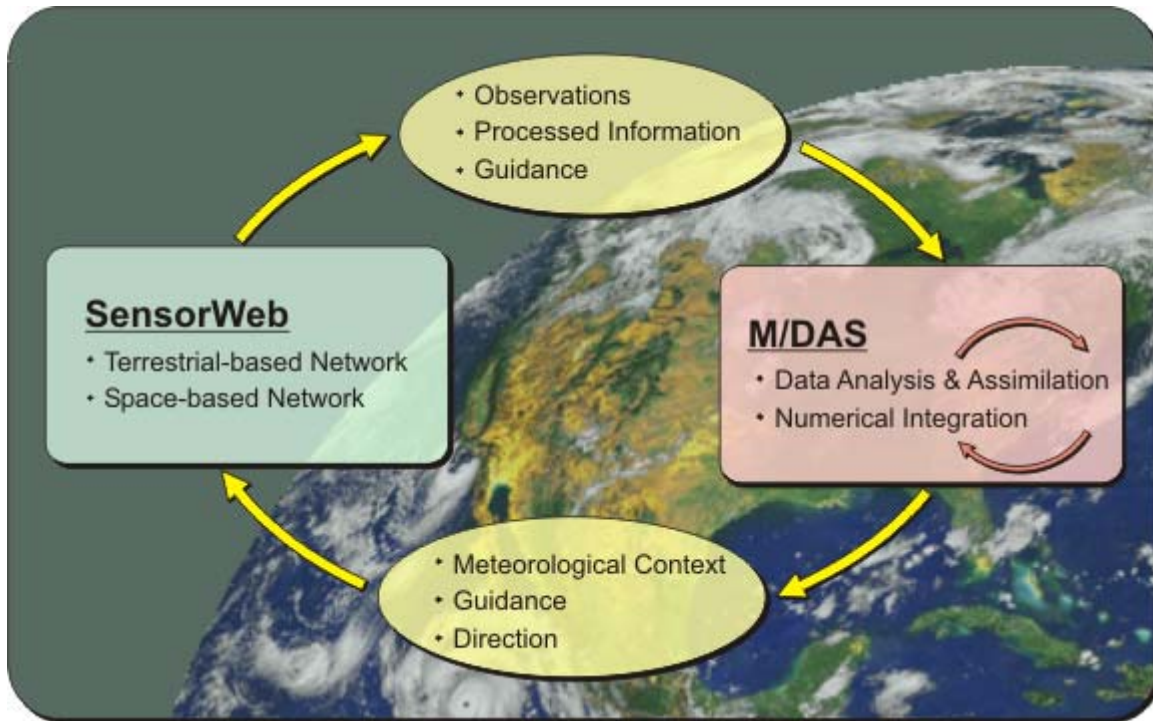 Observations
Processed Information
Guidance
SensorWeb
Terrestrial-based Network
Space-based Network
M/DAS
Data Analysis & Assimilation
Numerical Integration
Meteorological Context
Guidance
Direction